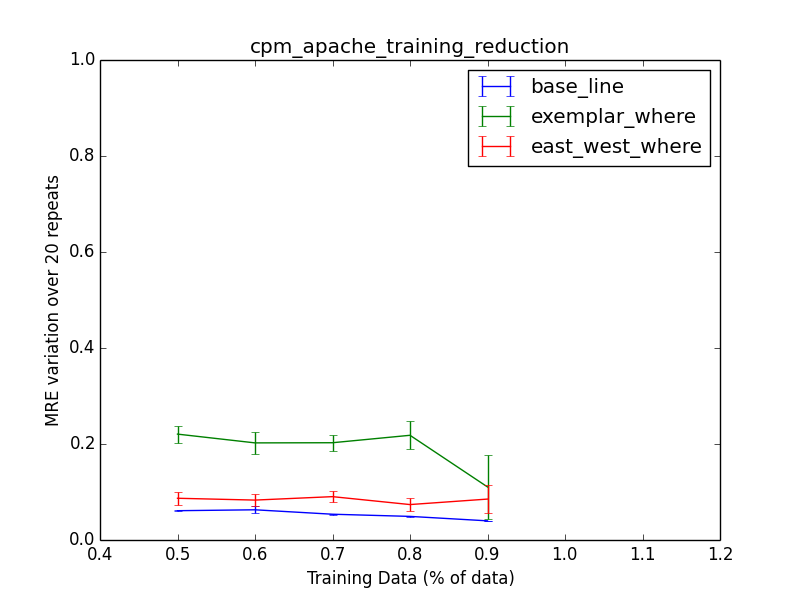 cpm_apache_training_reduction
base_line
exemplar_where
east_west_where
MRE variation over 20 repeats
1.0
0.8
0.6
0.4
0.2
0.0
0.4 0.5 0.6 0.7 0.8 0.9 1.0 1.1 1.2
Training Data (% of data)